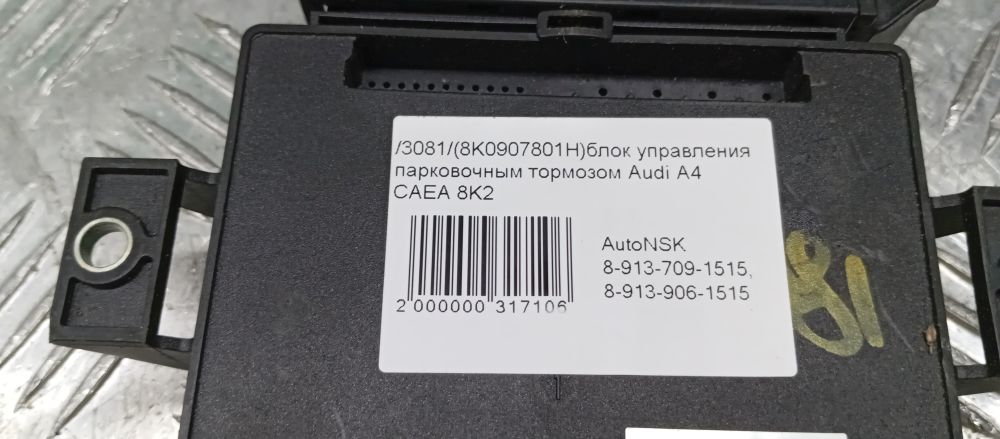 /3081/(8K0907801H)блок управления
парковочным тормозом Audi A4
CAEA 8K2
AutoNSK
8-913-709-1515,
8-913-906-1515
2 000000 317106
81